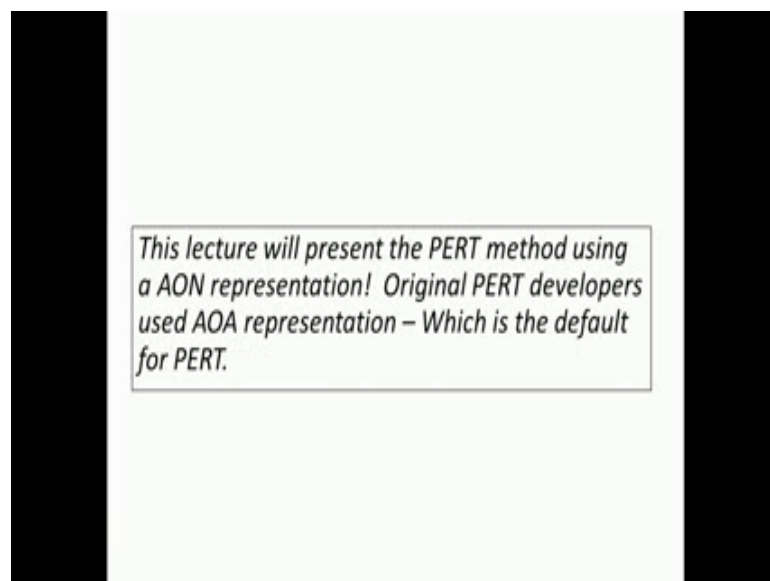 This lecture will present the PERT method using
a AON representation! Original PERT developers
used AOA representation – Which is the default
for PERT.